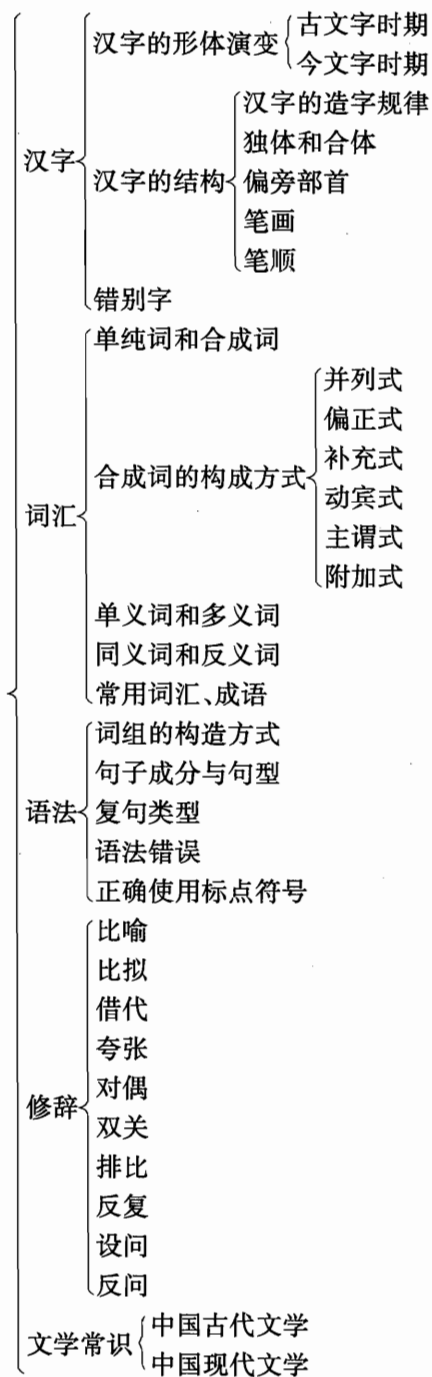 汉字
汉字的形体演变
古文字时期
今文字时期
汉字的结构
汉字的造字规律
独体和合体
偏旁部首
笔画
笔顺
错别字
词汇
单纯词和合成词
合成词的构成方式
并列式
偏正式
补充式
动宾式
主谓式
附加式
单义词和多义词
同义词和反义词
常用词汇、成语
语法
词组的构造方式
句子成分与句型
复句类型
语法错误
正确使用标点符号
修辞
比喻
比拟
借代
夸张
对偶
双关
排比
反复
设问
反问
文学常识
中国古代文学
中国现代文学